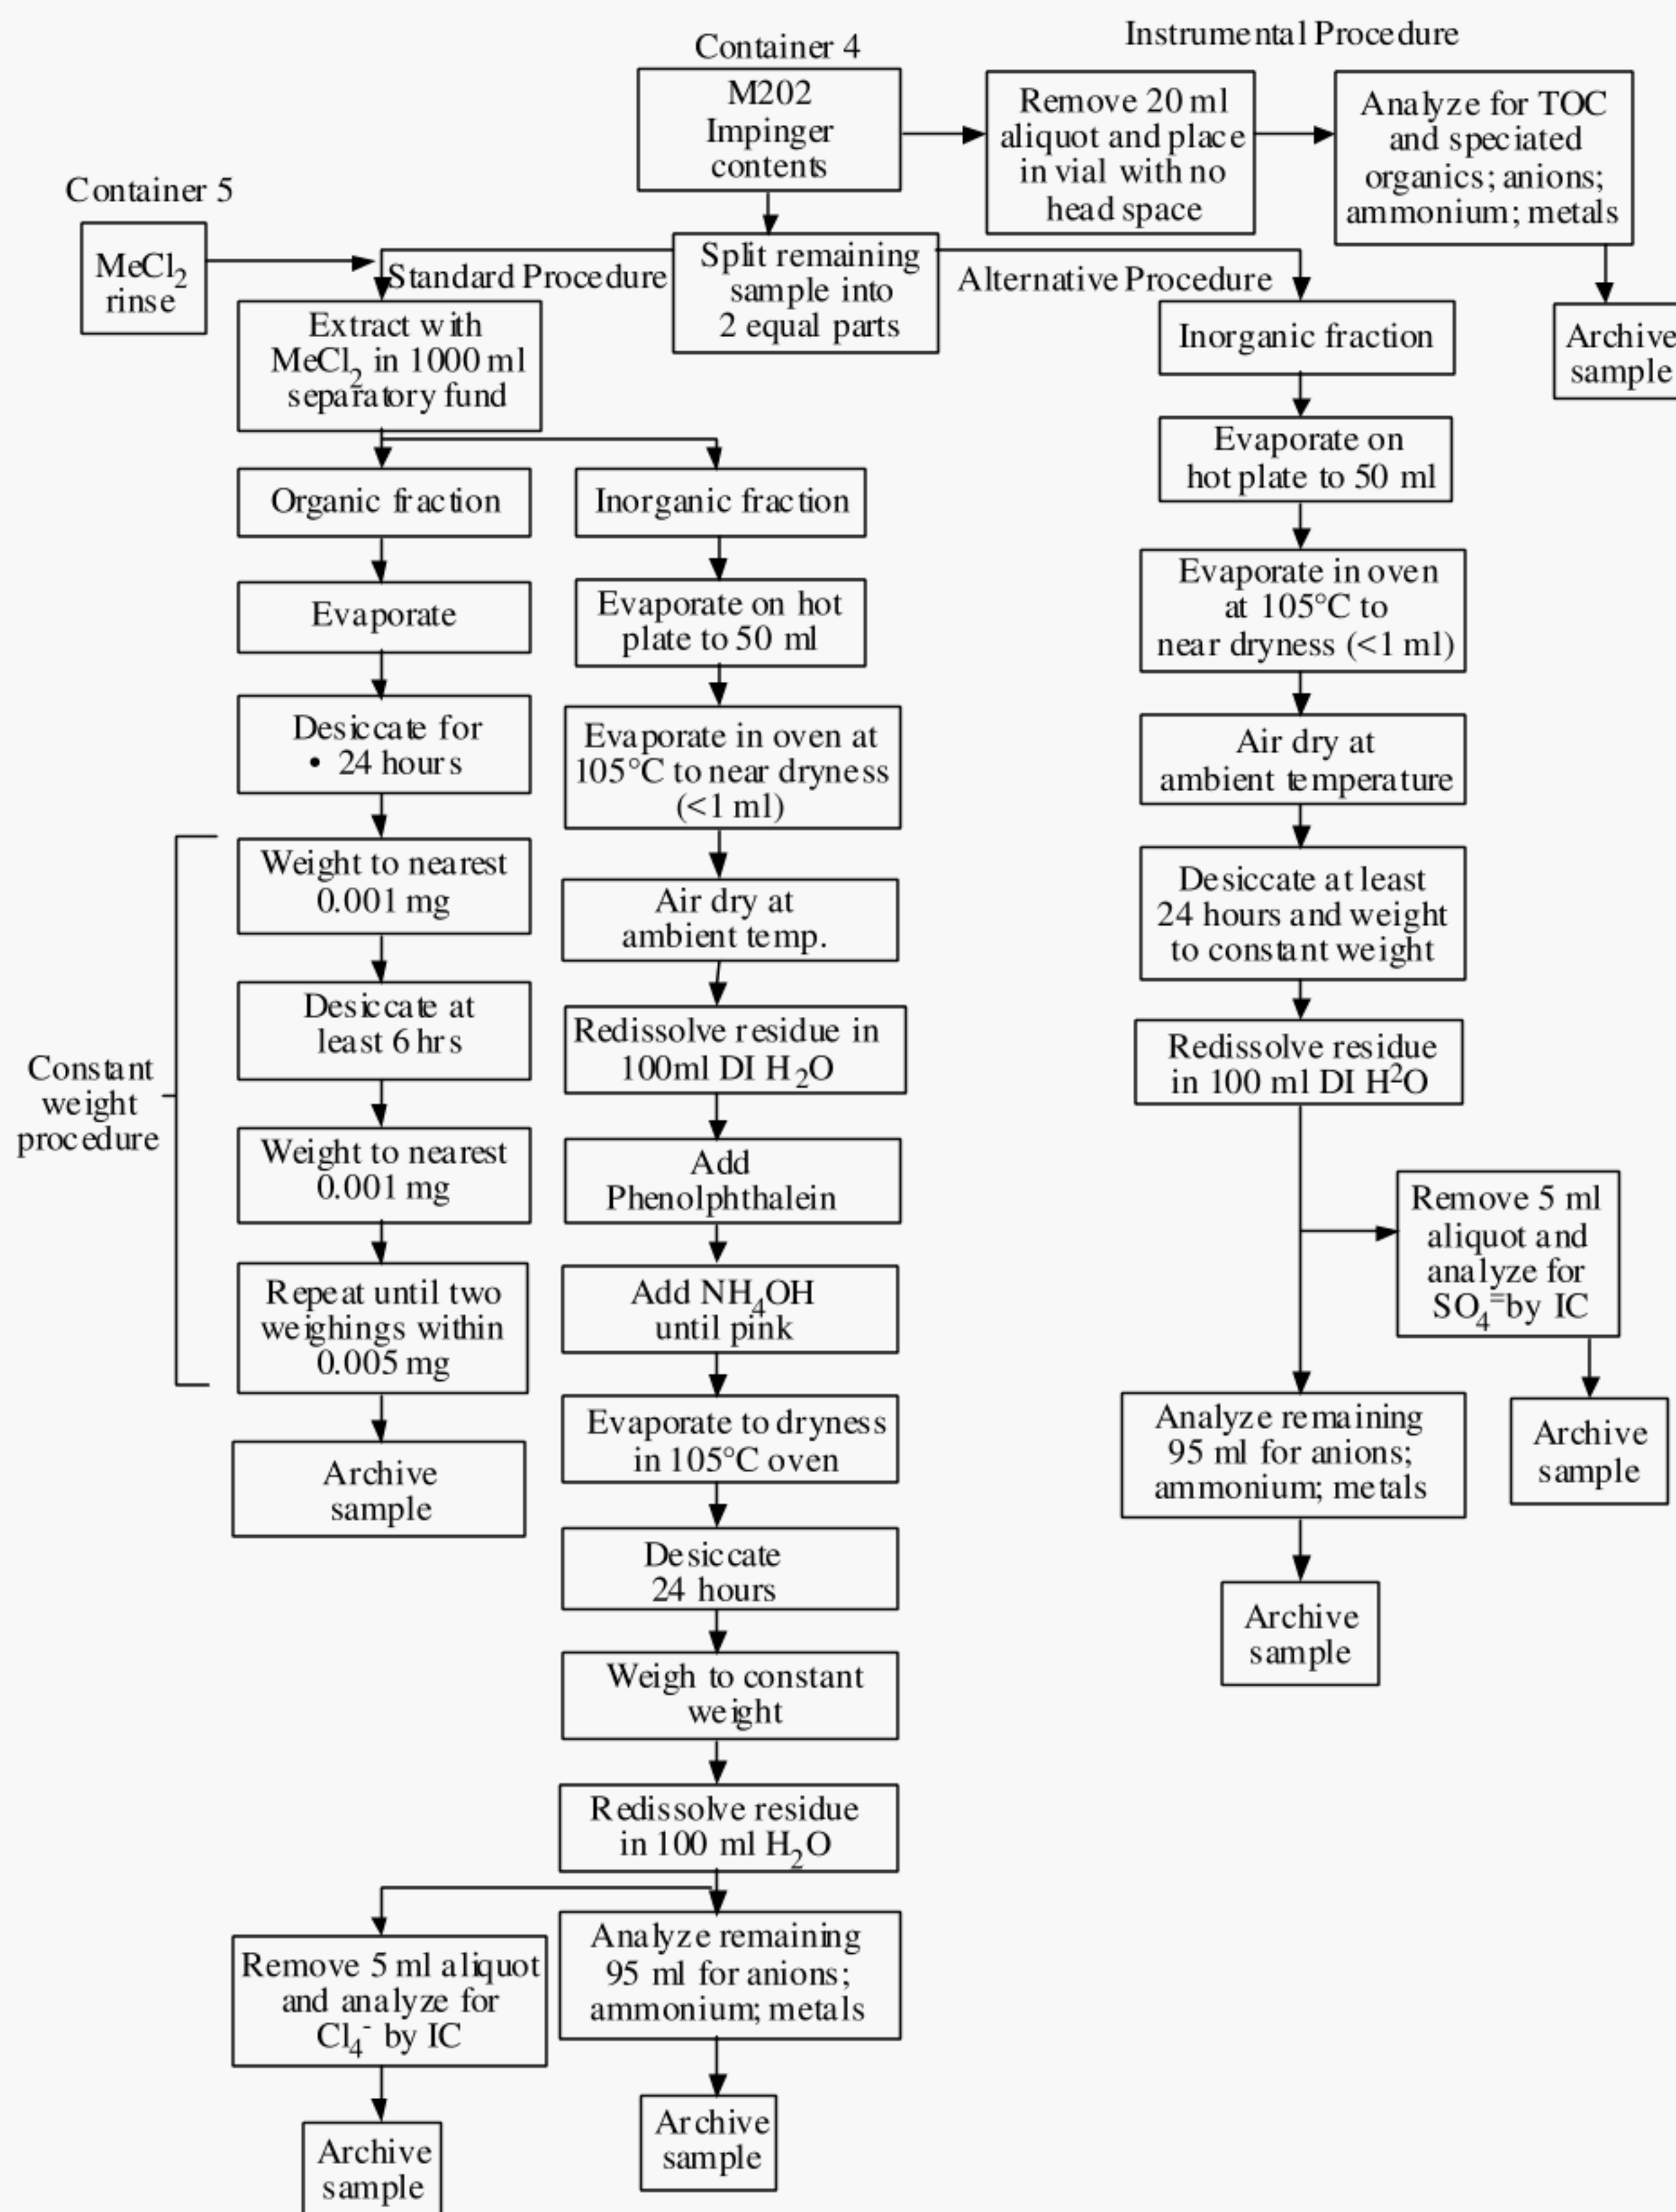 Container 4
M202
Impinger
contents
Instrumental Procedure
Remove 20 ml
aliquot and place
in vial with no
head space
Analyze for TOC
and speciated
organics; anions;
ammonium; metals
Archive
sample
Container 5
MeCl2
rinse
Standard Procedure
Split remaining
sample into
2 equal parts
Alternative Procedure
Extract with
MeCl2 in 1000 ml
separatory fund
Organic fraction
Evaporate
Desiccate for
• 24 hours
Constant
weight
procedure
Weight to nearest
0.001 mg
Desiccate at
least 6 hrs
Weight to nearest
0.001 mg
Repeat until two
weighings within
0.005 mg
Archive
sample
Inorganic fraction
Evaporate on hot
plate to 50 ml
Evaporate in oven at
105°C to near dryness
(<1 ml)
Air dry at
ambient temp.
Redissolve residue in
100ml DI H2O
Add
Phenolphthalein
Add NH4OH
until pink
Evaporate to dryness
in 105°C oven
Desiccate
24 hours
Weigh to constant
weight
Redissolve residue
in 100 ml H2O
Remove 5 ml aliquot
and analyze for
Cl4- by IC
Archive
sample
Analyze remaining
95 ml for anions;
ammonium; metals
Archive
sample
Inorganic fraction
Evaporate on
hot plate to 50 ml
Evaporate in oven
at 105°C to
near dryness (<1 ml)
Air dry at
ambient temperature
Desiccate at least
24 hours and weight
to constant weight
Redissolve residue
in 100 ml DI H²O
Remove 5 ml
aliquot and
analyze for
SO4= by IC
Archive
sample
Analyze remaining
95 ml for anions;
ammonium; metals
Archive
sample